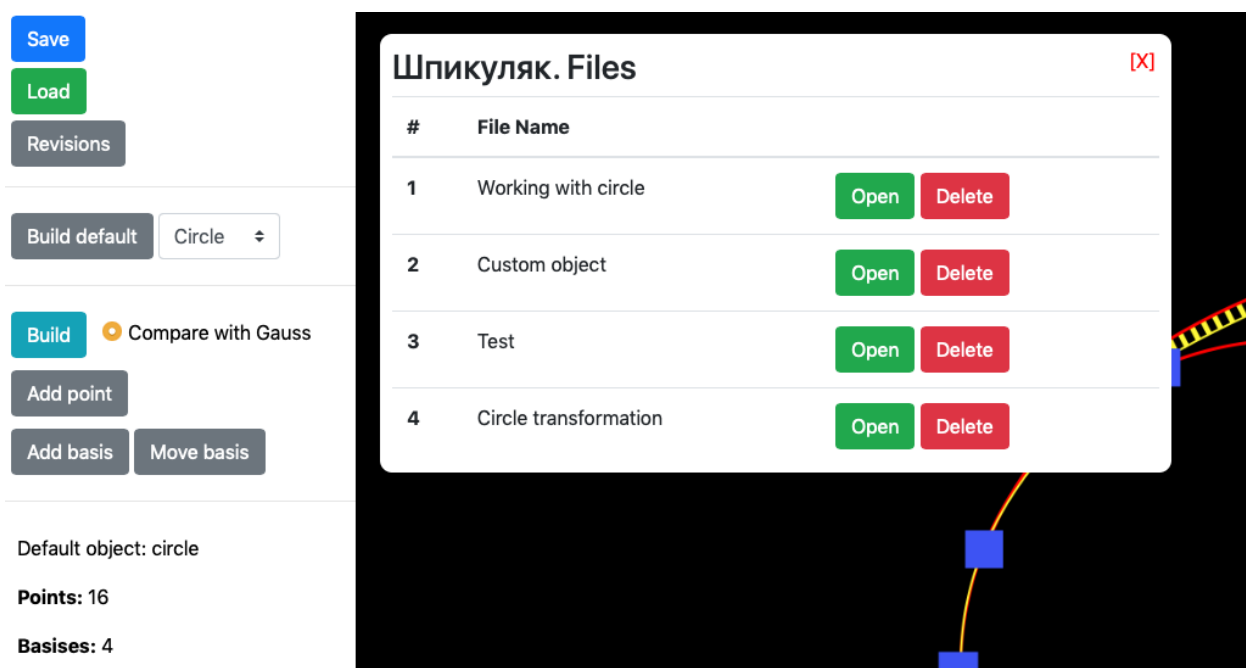 Save
Load
Revisions
Build default Circle
Build Compare with Gauss
Add point
Add basis Move basis
Default object: circle
Points: 16
Basises: 4
Шпикуляк. Files [X]
# File Name
1 Working with circle Open Delete
2 Custom object Open Delete
3 Test Open Delete
4 Circle transformation Open Delete